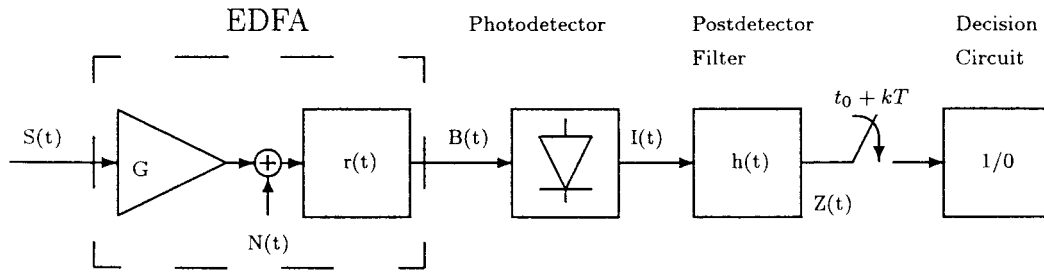 EDFA
Photodetector
Postdetector
Filter
Decision
Circuit
S(t)
G
+
N(t)
r(t)
B(t)
I(t)
h(t)
Z(t)
t₀ + kT
1/0